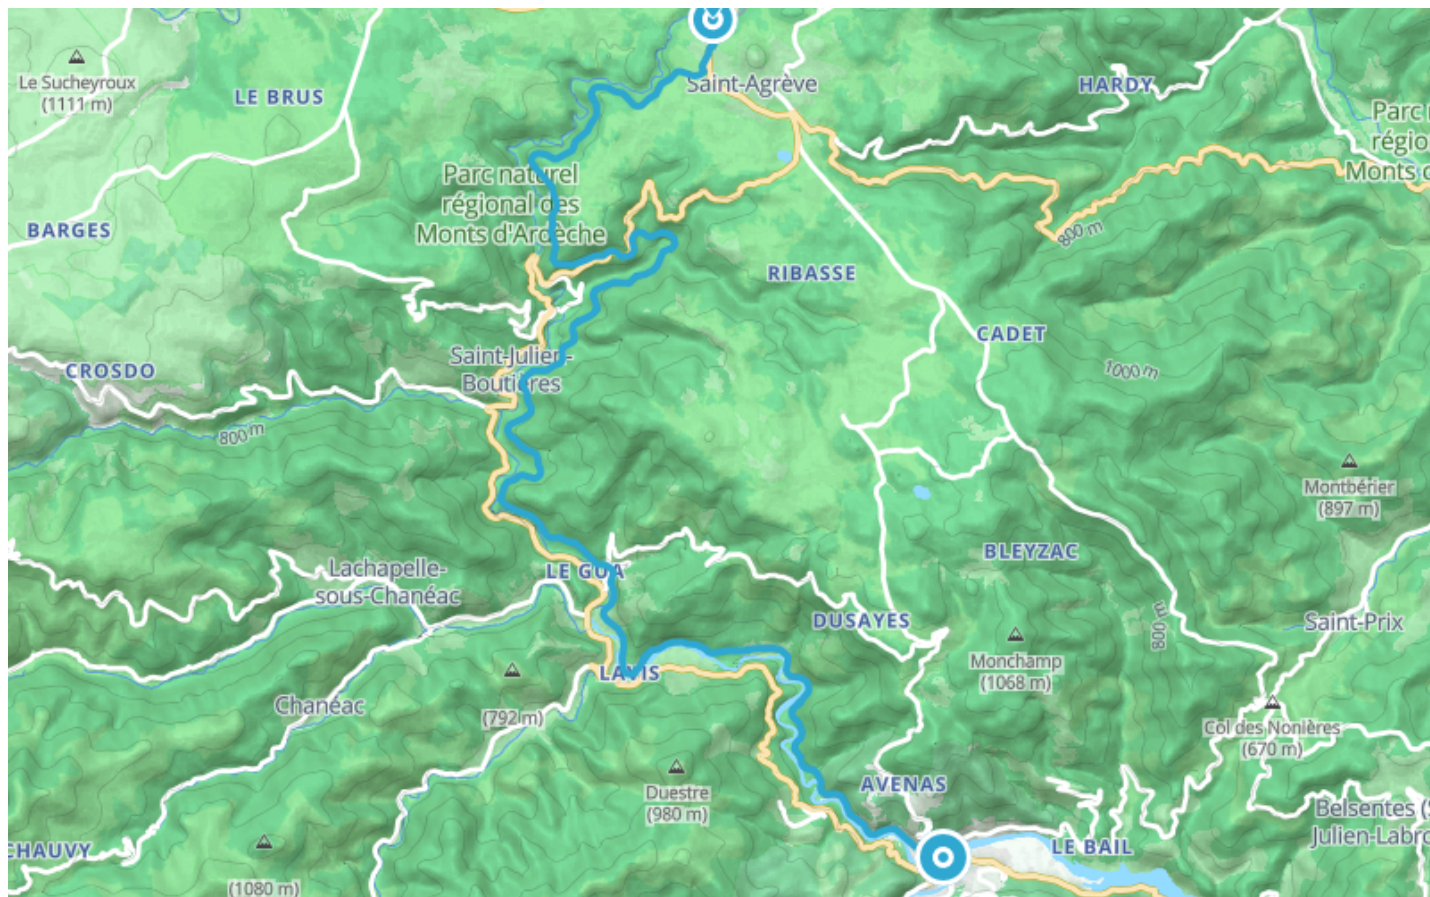 Le Sucheyroux
(1111 m)
LE BRUS
Saint-Agrève
HARDY
Parc
régio
Monts d
Parc naturel
régional des
Monts d'Ardèche
BARGES
800 m
RIBASSE
CADET
Saint-Julien-
Boutières
CROSDO
1000 m
800 m
Montbérier
(897 m)
BLEYZAC
LE GUA
Lachapelle-
sous-Chanéac
DUSAYES
800 m
Saint-Prix
Monchamp
(1068 m)
LAVIS
Chanéac
(792 m)
Col des Nonières
(670 m)
Duestre
(980 m)
AVENAS
Belsentes (S
Julien-Labro
CHAUVY
LE BAIL
(1080 m)